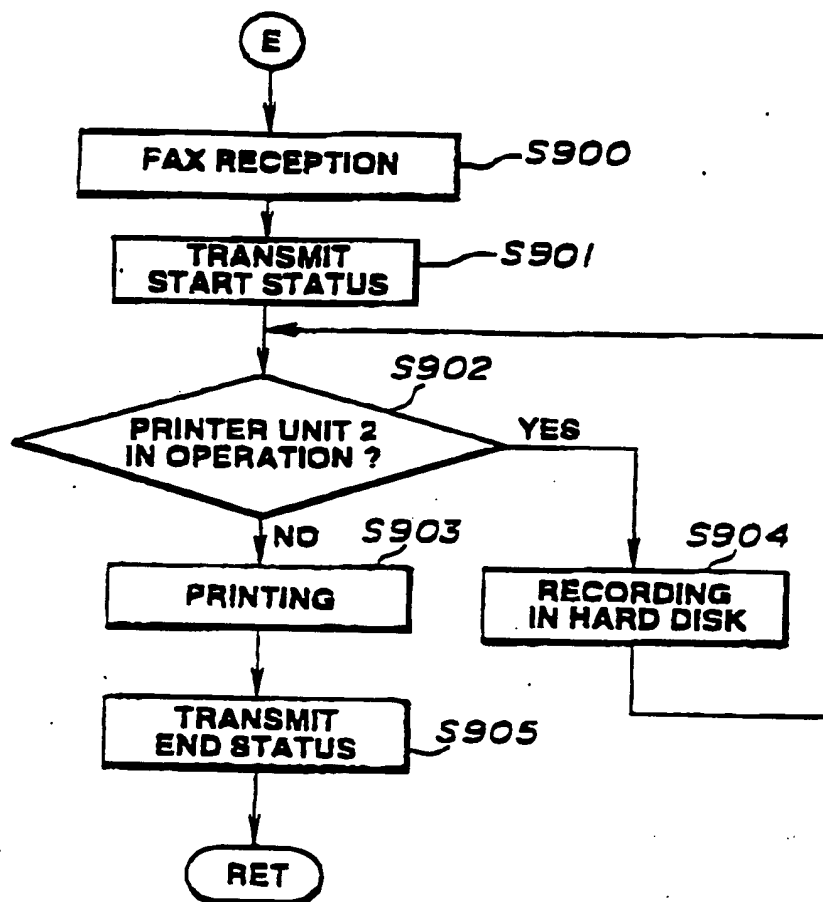 E
FAX RECEPTION
S900
TRANSMIT
START STATUS
S901
S902
PRINTER UNIT 2
IN OPERATION ?
YES
NO
S903
PRINTING
S904
RECORDING
IN HARD DISK
TRANSMIT
END STATUS
S905
RET